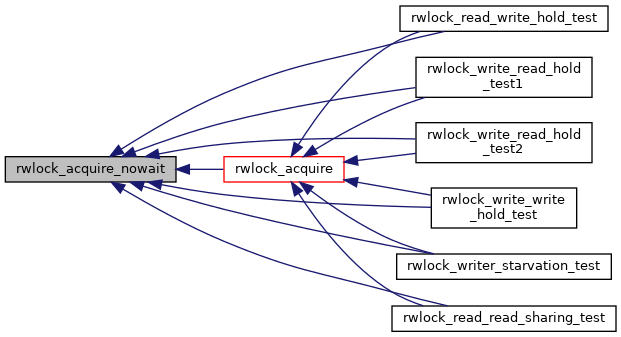 rwlock_read_write_hold_test
rwlock_write_read_hold
_test1
rwlock_write_read_hold
_test2
rwlock_acquire_nowait
rwlock_acquire
rwlock_write_write
_hold_test
rwlock_writer_starvation_test
rwlock_read_read_sharing_test